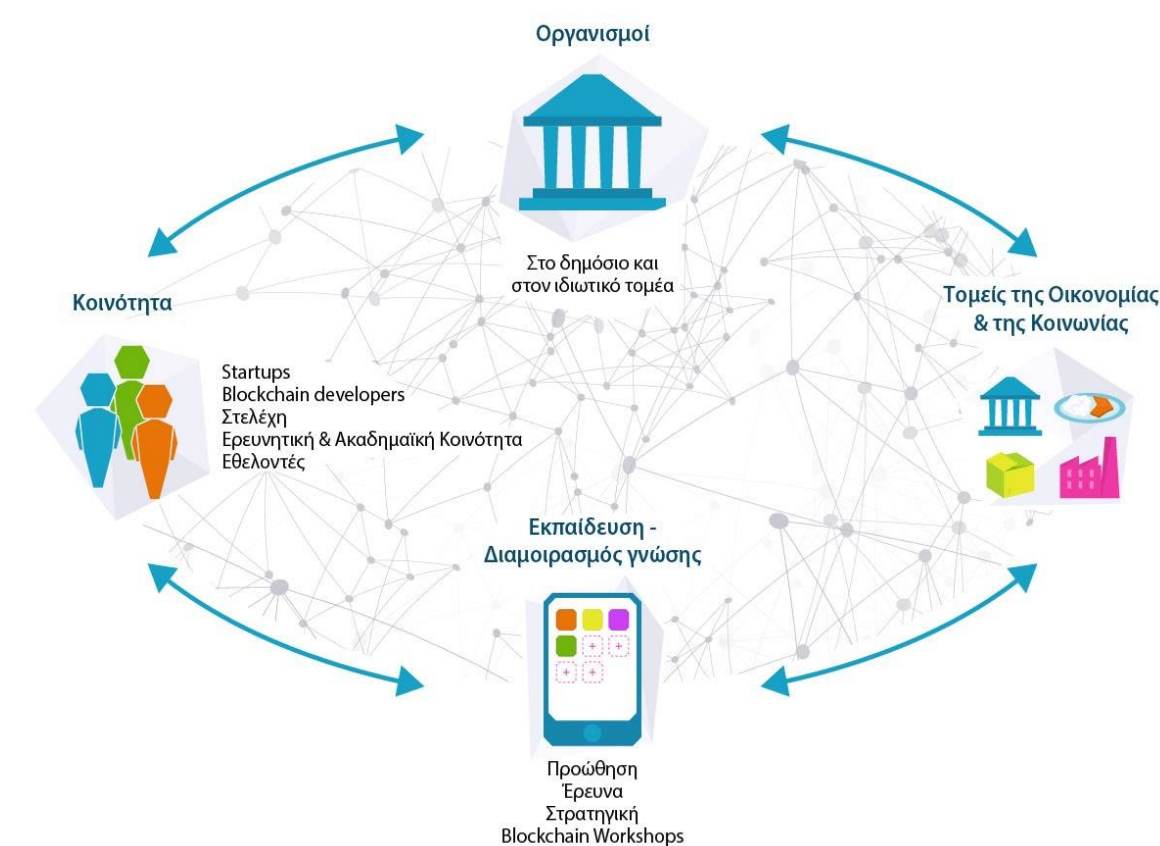 Οργανισμοί
Στο δημόσιο και
στον ιδιωτικό τομέα
Κοινότητα
Startups
Blockchain developers
Στελέχη
Ερευνητική & Ακαδημαϊκή Κοινότητα
Εθελοντές
Τομείς της Οικονομίας
& της Κοινωνίας
Εκπαίδευση -
Διαμοιρασμός γνώσης
Προώθηση
Έρευνα
Στρατηγική
Blockchain Workshops